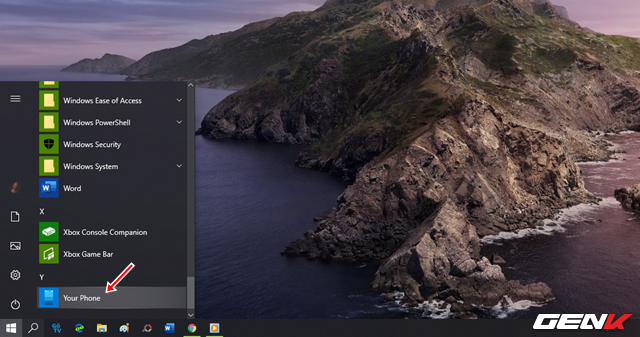 Windows Ease of Access
Windows PowerShell
Windows Security
Windows System
Word
X
Xbox Console Companion
Xbox Game Bar
Y
Your Phone
GENK